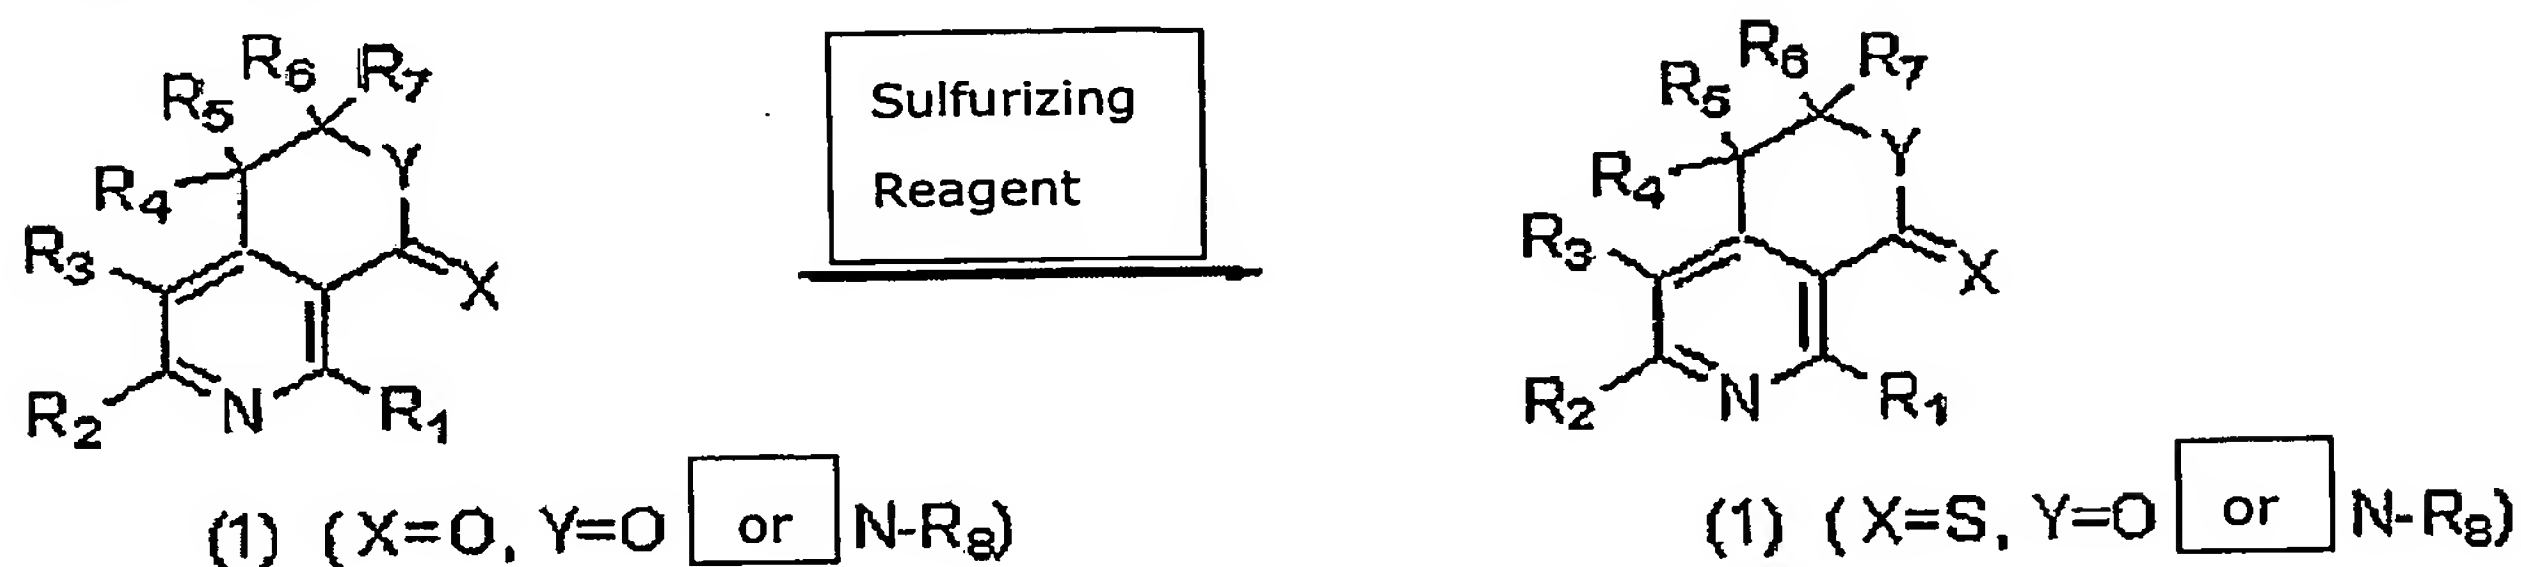 R6 R7
R5
R4
Y
R3
X
R2 N R1
(1) (X=O, Y=O or N-R8)
Sulfurizing
Reagent
R6 R7
R5
R4
Y
R3
X
R2 N R1
(1) (X=S, Y=O or N-R8)